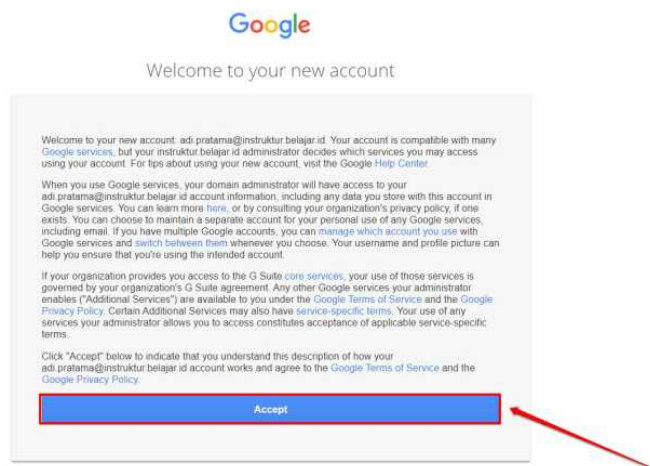 Google
Welcome to your new account
Welcome to your new account: adi.pratama@instruktur.belajar.id. Your account is compatible with many
Google services, but your instruktur.belajar.id administrator decides which services you may access
using your account. For tips about using your new account, visit the Google Help Center.
When you use Google services, your domain administrator will have access to your
adi.pratama@instruktur.belajar.id account information, including any data you store with this account in
Google services. You can learn more here, or by consulting your organization's privacy policy, if one
exists. You can choose to maintain a separate account for your personal use of any Google services,
including email. If you have multiple Google accounts, you can manage which account you use with
Google services and switch between them whenever you choose. Your username and profile picture can
help you ensure that you're using the intended account.
If your organization provides you access to the G Suite core services, your use of those services is
governed by your organization's G Suite agreement. Any other Google services your administrator
enables ("Additional Services") are available to you under the Google Terms of Service and the Google
Privacy Policy. Certain Additional Services may also have service-specific terms. Your use of any
services your administrator allows you to access constitutes acceptance of applicable service-specific
terms.
Click "Accept" below to indicate that you understand this description of how your
adi.pratama@instruktur.belajar.id account works and agree to the Google Terms of Service and the
Google Privacy Policy.
Accept